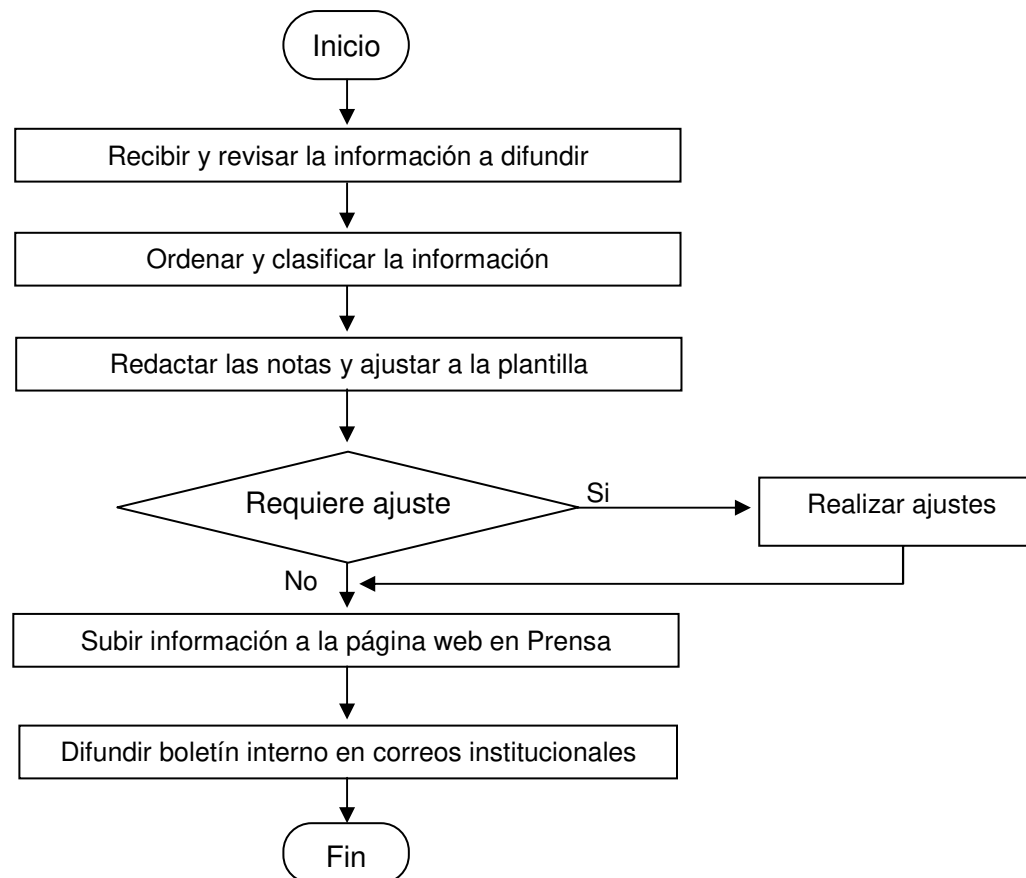 Inicio
Recibir y revisar la información a difundir
Ordenar y clasificar la información
Redactar las notas y ajustar a la plantilla
Requiere ajuste
Si
Realizar ajustes
No
Subir información a la página web en Prensa
Difundir boletín interno en correos institucionales
Fin